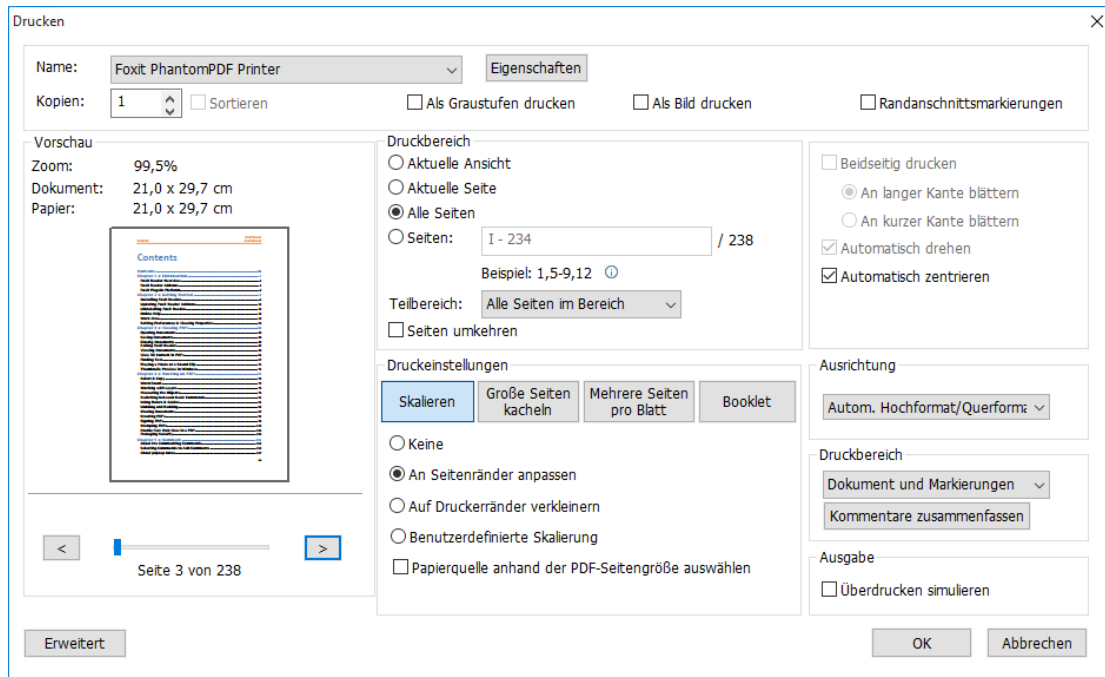 Drucken
Name:
Foxit PhantomPDF Printer
Eigenschaften
Kopien:
1
Sortieren
Als Graustufen drucken
Als Bild drucken
Randanschnittsmarkierungen
Vorschau
Zoom: 99,5%
Dokument: 21,0 x 29,7 cm
Papier: 21,0 x 29,7 cm
Contents
<
>
Seite 3 von 238
Druckbereich
Aktuelle Ansicht
Aktuelle Seite
Alle Seiten
Seiten:
I - 234
/ 238
Beispiel: 1,5-9,12
Teilbereich:
Alle Seiten im Bereich
Seiten umkehren
Druckeinstellungen
Skalieren
Große Seiten
kacheln
Mehrere Seiten
pro Blatt
Booklet
Keine
An Seitenränder anpassen
Auf Druckerränder verkleinern
Benutzerdefinierte Skalierung
Papierquelle anhand der PDF-Seitengröße auswählen
Beidseitig drucken
An langer Kante blättern
An kurzer Kante blättern
Automatisch drehen
Automatisch zentrieren
Ausrichtung
Autom. Hochformat/Querforma
Druckbereich
Dokument und Markierungen
Kommentare zusammenfassen
Ausgabe
Überdrucken simulieren
Erweitert
OK
Abbrechen